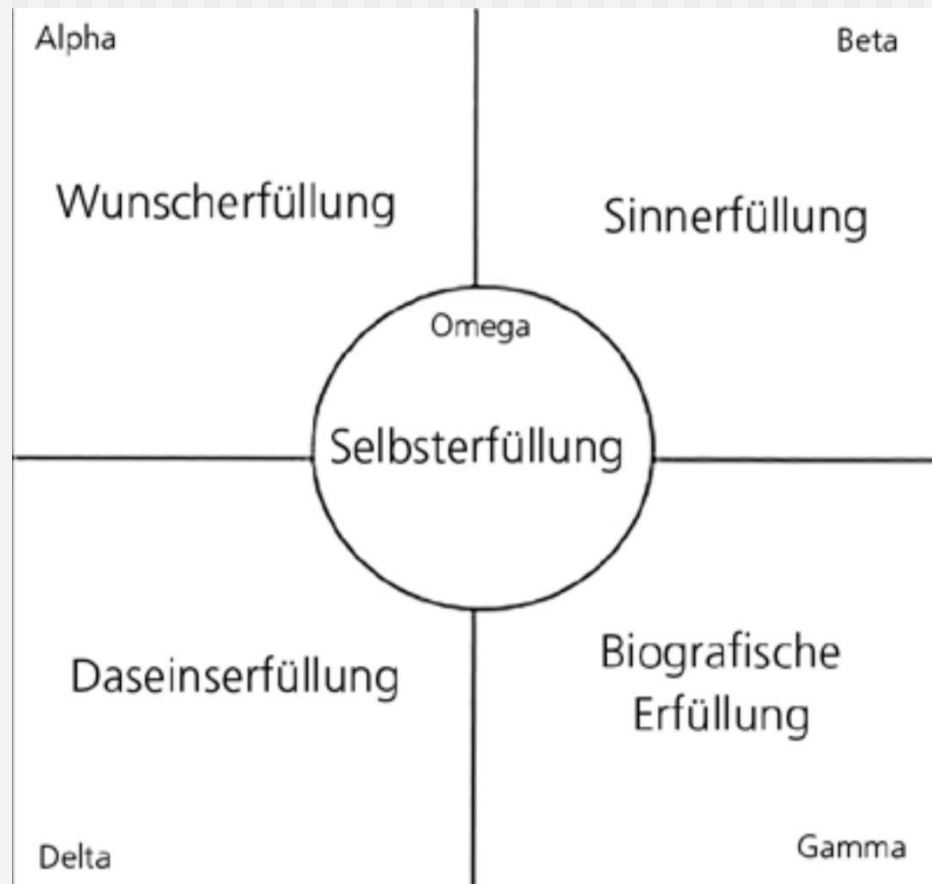 Alpha
Beta
Wunscherfüllung
Sinnerfüllung
Omega
Selbsterfüllung
Daseinserfüllung
Biografische
Erfüllung
Delta
Gamma